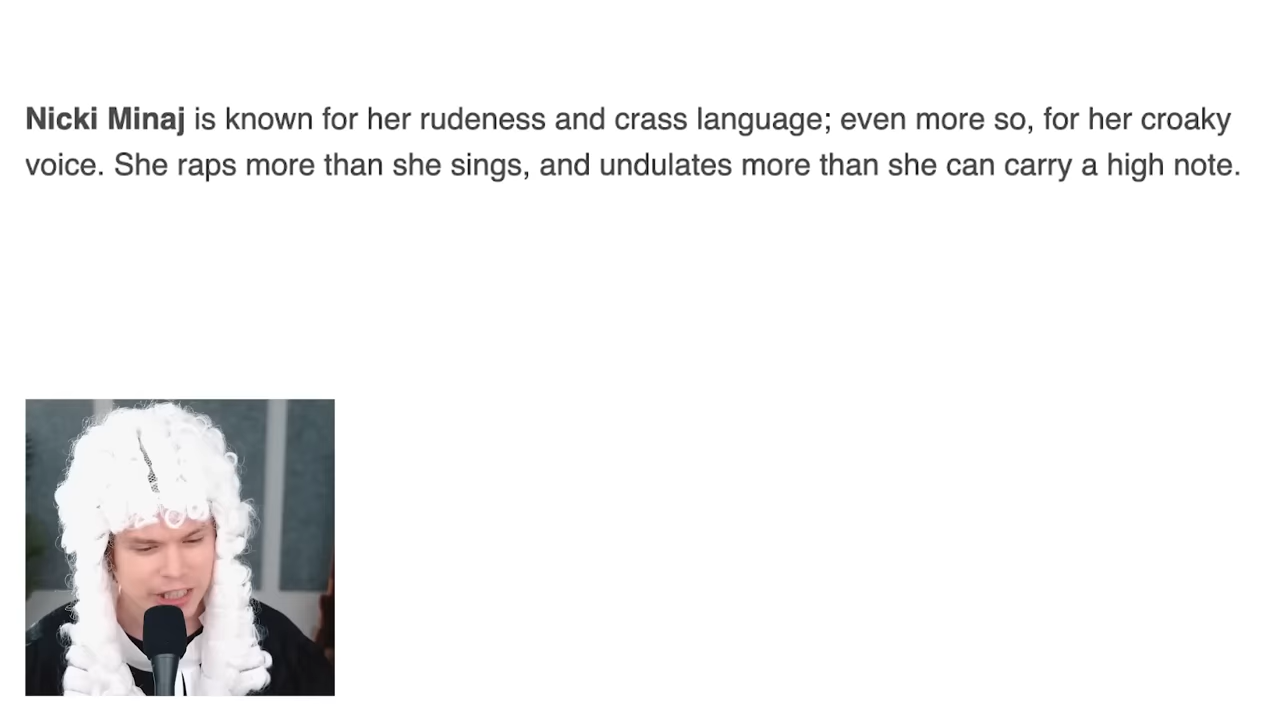 Nicki Minaj is known for her rudeness and crass language; even more so, for her croaky
voice. She raps more than she sings, and undulates more than she can carry a high note.